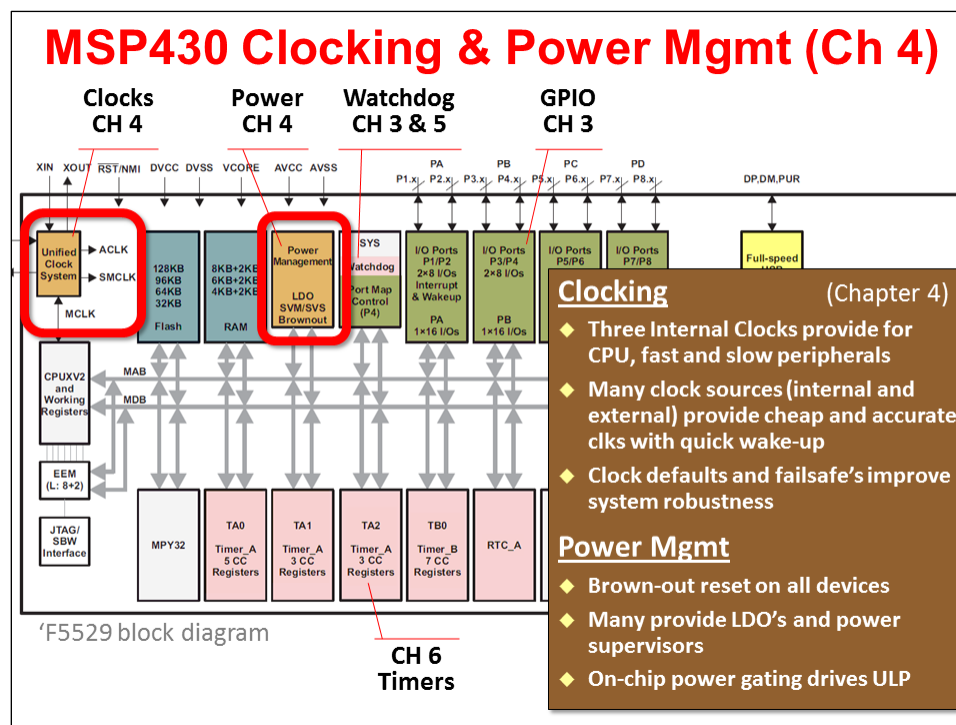 MSP430 Clocking & Power Mgmt (Ch 4)
Clocks
CH 4
Power
CH 4
Watchdog
CH 3 & 5
GPIO
CH 3
XIN
XOUT
RST/NMI
DVCC
DVSS
VCORE
AVCC
AVSS
PA
P1.x
P2.x
PB
P3.x
P4.x
PC
P5.x
P6.x
PD
P7.x
P8.x
DP,DM,PUR
Unified
Clock
System
ACLK
SMCLK
MCLK
128KB
96KB
64KB
32KB
Flash
8KB+2KB
6KB+2KB
4KB+2KB
RAM
Power
Management
LDO
SVM/SVS
Brownout
SYS
Watchdog
Port Map
Control
(P4)
I/O Ports
P1/P2
2×8 I/Os
Interrupt
& Wakeup
PA
1×16 I/Os
I/O Ports
P3/P4
2×8 I/Os
PB
1×16 I/Os
I/O Ports
P5/P6
I/O Ports
P7/P8
Full-speed
CPUXV2
and
Working
Registers
MAB
MDB
EEM
(L: 8+2)
JTAG/
SBW
Interface
MPY32
TA0
Timer_A
5 CC
Registers
TA1
Timer_A
3 CC
Registers
TA2
Timer_A
3 CC
Registers
TB0
Timer_B
7 CC
Registers
RTC_A
'F5529 block diagram
CH 6
Timers
Clocking (Chapter 4)
Three Internal Clocks provide for
CPU, fast and slow peripherals
Many clock sources (internal and
external) provide cheap and accurate
clks with quick wake-up
Clock defaults and failsafe's improve
system robustness
Power Mgmt
Brown-out reset on all devices
Many provide LDO's and power
supervisors
On-chip power gating drives ULP